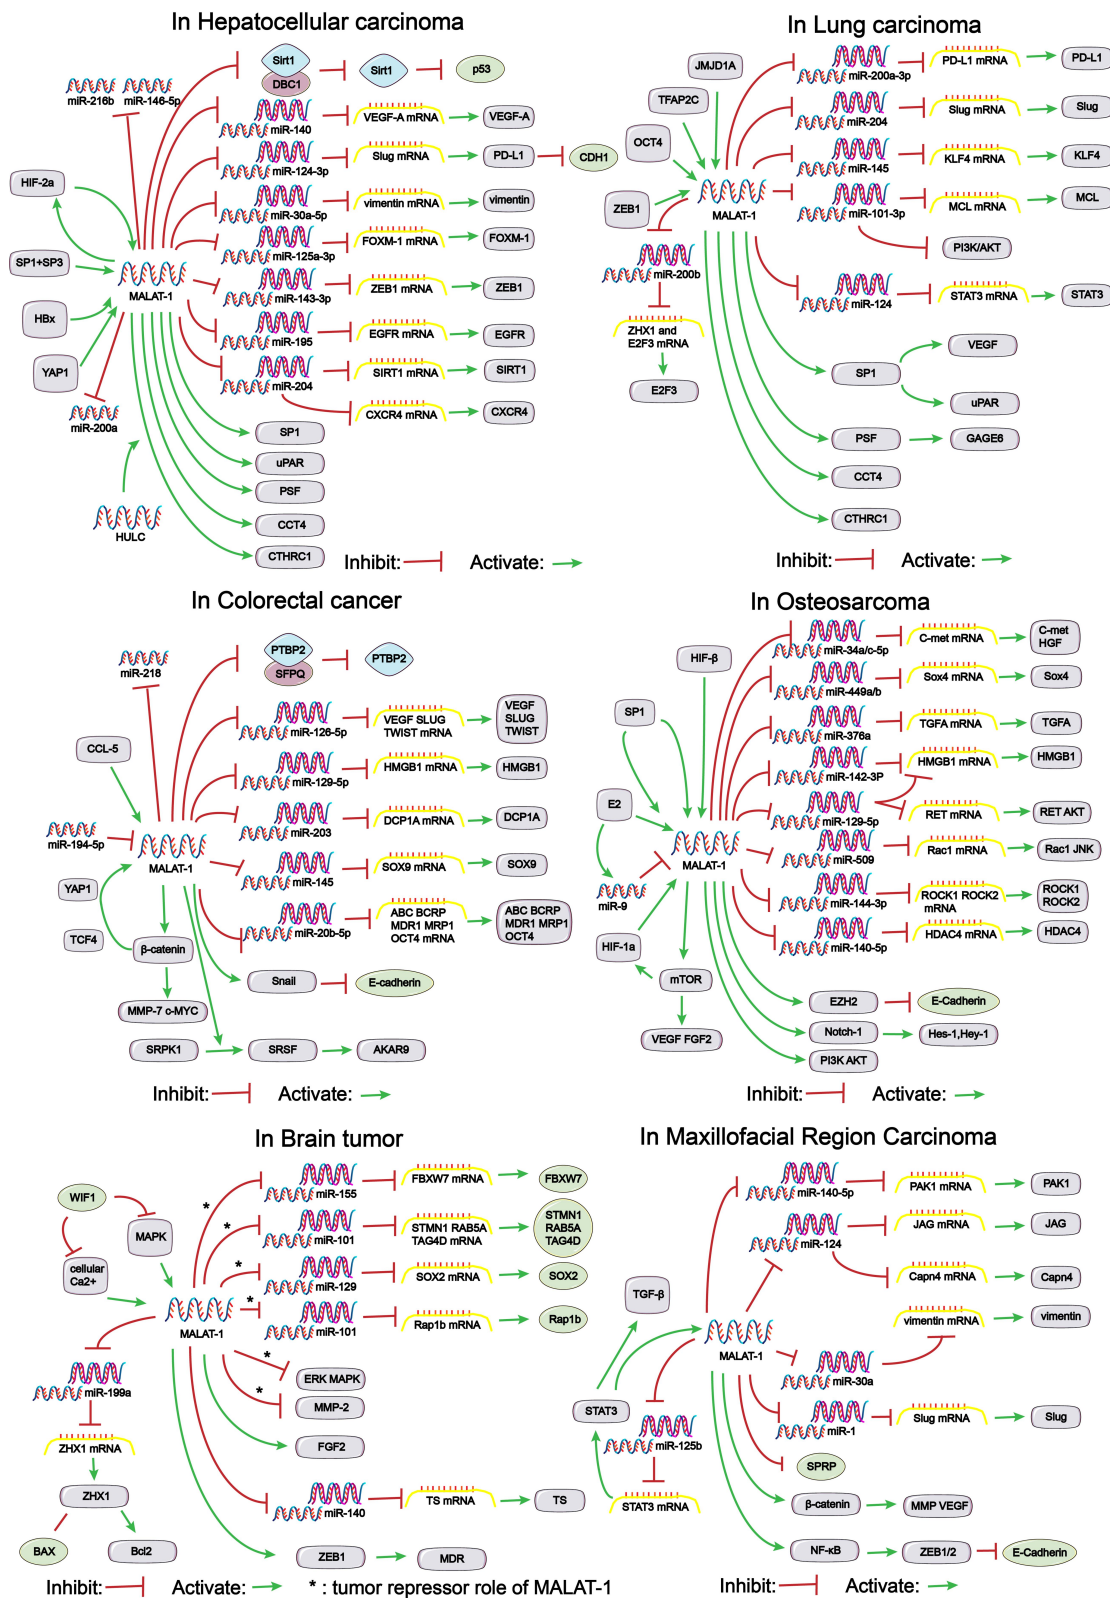 In Hepatocellular carcinoma
Sirt1
DBC1
Sirt1
p53
miR-216b
miR-146-5p
miR-140
VEGF-A mRNA
VEGF-A
miR-124-3p
Slug mRNA
PD-L1
CDH1
HIF-2a
miR-30a-5p
vimentin mRNA
vimentin
miR-125a-3p
FOXM-1 mRNA
FOXM-1
SP1+SP3
MALAT-1
miR-143-3p
ZEB1 mRNA
ZEB1
HBx
miR-195
EGFR mRNA
EGFR
YAP1
miR-204
SIRT1 mRNA
SIRT1
miR-200a
CXCR4 mRNA
CXCR4
SP1
uPAR
PSF
HULC
CCT4
CTHRC1
Inhibit:
Activate:
In Lung carcinoma
JMJD1A
miR-200a-3p
PD-L1 mRNA
PD-L1
TFAP2C
miR-204
Slug mRNA
Slug
OCT4
miR-145
KLF4 mRNA
KLF4
ZEB1
MALAT-1
miR-101-3p
MCL mRNA
MCL
PI3K/AKT
miR-200b
miR-124
STAT3 mRNA
STAT3
ZHX1 and
E2F3 mRNA
E2F3
SP1
VEGF
uPAR
PSF
GAGE6
CCT4
CTHRC1
Inhibit:
Activate:
In Colorectal cancer
miR-218
PTBP2
SFPQ
PTBP2
CCL-5
miR-126-5p
VEGF SLUG
TWIST mRNA
VEGF
SLUG
TWIST
miR-129-5p
HMGB1 mRNA
HMGB1
miR-194-5p
miR-203
DCP1A mRNA
DCP1A
MALAT-1
miR-145
SOX9 mRNA
SOX9
YAP1
TCF4
β-catenin
miR-20b-5p
ABC BCRP
MDR1 MRP1
OCT4 mRNA
ABC BCRP
MDR1 MRP1
OCT4
Snail
E-cadherin
MMP-7 c-MYC
SRPK1
SRSF
AKAR9
Inhibit:
Activate:
In Osteosarcoma
HIF-β
miR-34a/c-5p
C-met mRNA
C-met
HGF
SP1
miR-449a/b
Sox4 mRNA
Sox4
miR-376a
TGFA mRNA
TGFA
miR-142-3P
HMGB1 mRNA
HMGB1
E2
miR-129-5p
RET mRNA
RET AKT
MALAT-1
miR-509
Rac1 mRNA
Rac1 JNK
miR-9
miR-144-3p
ROCK1 ROCK2
mRNA
ROCK1
ROCK2
HIF-1a
miR-140-5p
HDAC4 mRNA
HDAC4
mTOR
EZH2
E-Cadherin
VEGF FGF2
Notch-1
Hes-1,Hey-1
PI3K AKT
Inhibit:
Activate:
In Brain tumor
WIF1
MAPK
cellular
Ca2+
*
miR-155
FBXW7 mRNA
FBXW7
*
miR-101
STMN1 RAB5A
TAG4D mRNA
STMN1
RAB5A
TAG4D
*
miR-129
SOX2 mRNA
SOX2
*
MALAT-1
miR-101
Rap1b mRNA
Rap1b
*
ERK MAPK
*
MMP-2
miR-199a
FGF2
ZHX1 mRNA
ZHX1
miR-140
TS mRNA
TS
BAX
Bcl2
ZEB1
MDR
Inhibit:
Activate:
* : tumor repressor role of MALAT-1
In Maxillofacial Region Carcinoma
miR-140-5p
PAK1 mRNA
PAK1
miR-124
JAG mRNA
JAG
Capn4 mRNA
Capn4
TGF-β
vimentin mRNA
vimentin
MALAT-1
miR-30a
STAT3
miR-1
Slug mRNA
Slug
miR-125b
SPRP
STAT3 mRNA
β-catenin
MMP VEGF
NF-κB
ZEB1/2
E-Cadherin
Inhibit:
Activate: